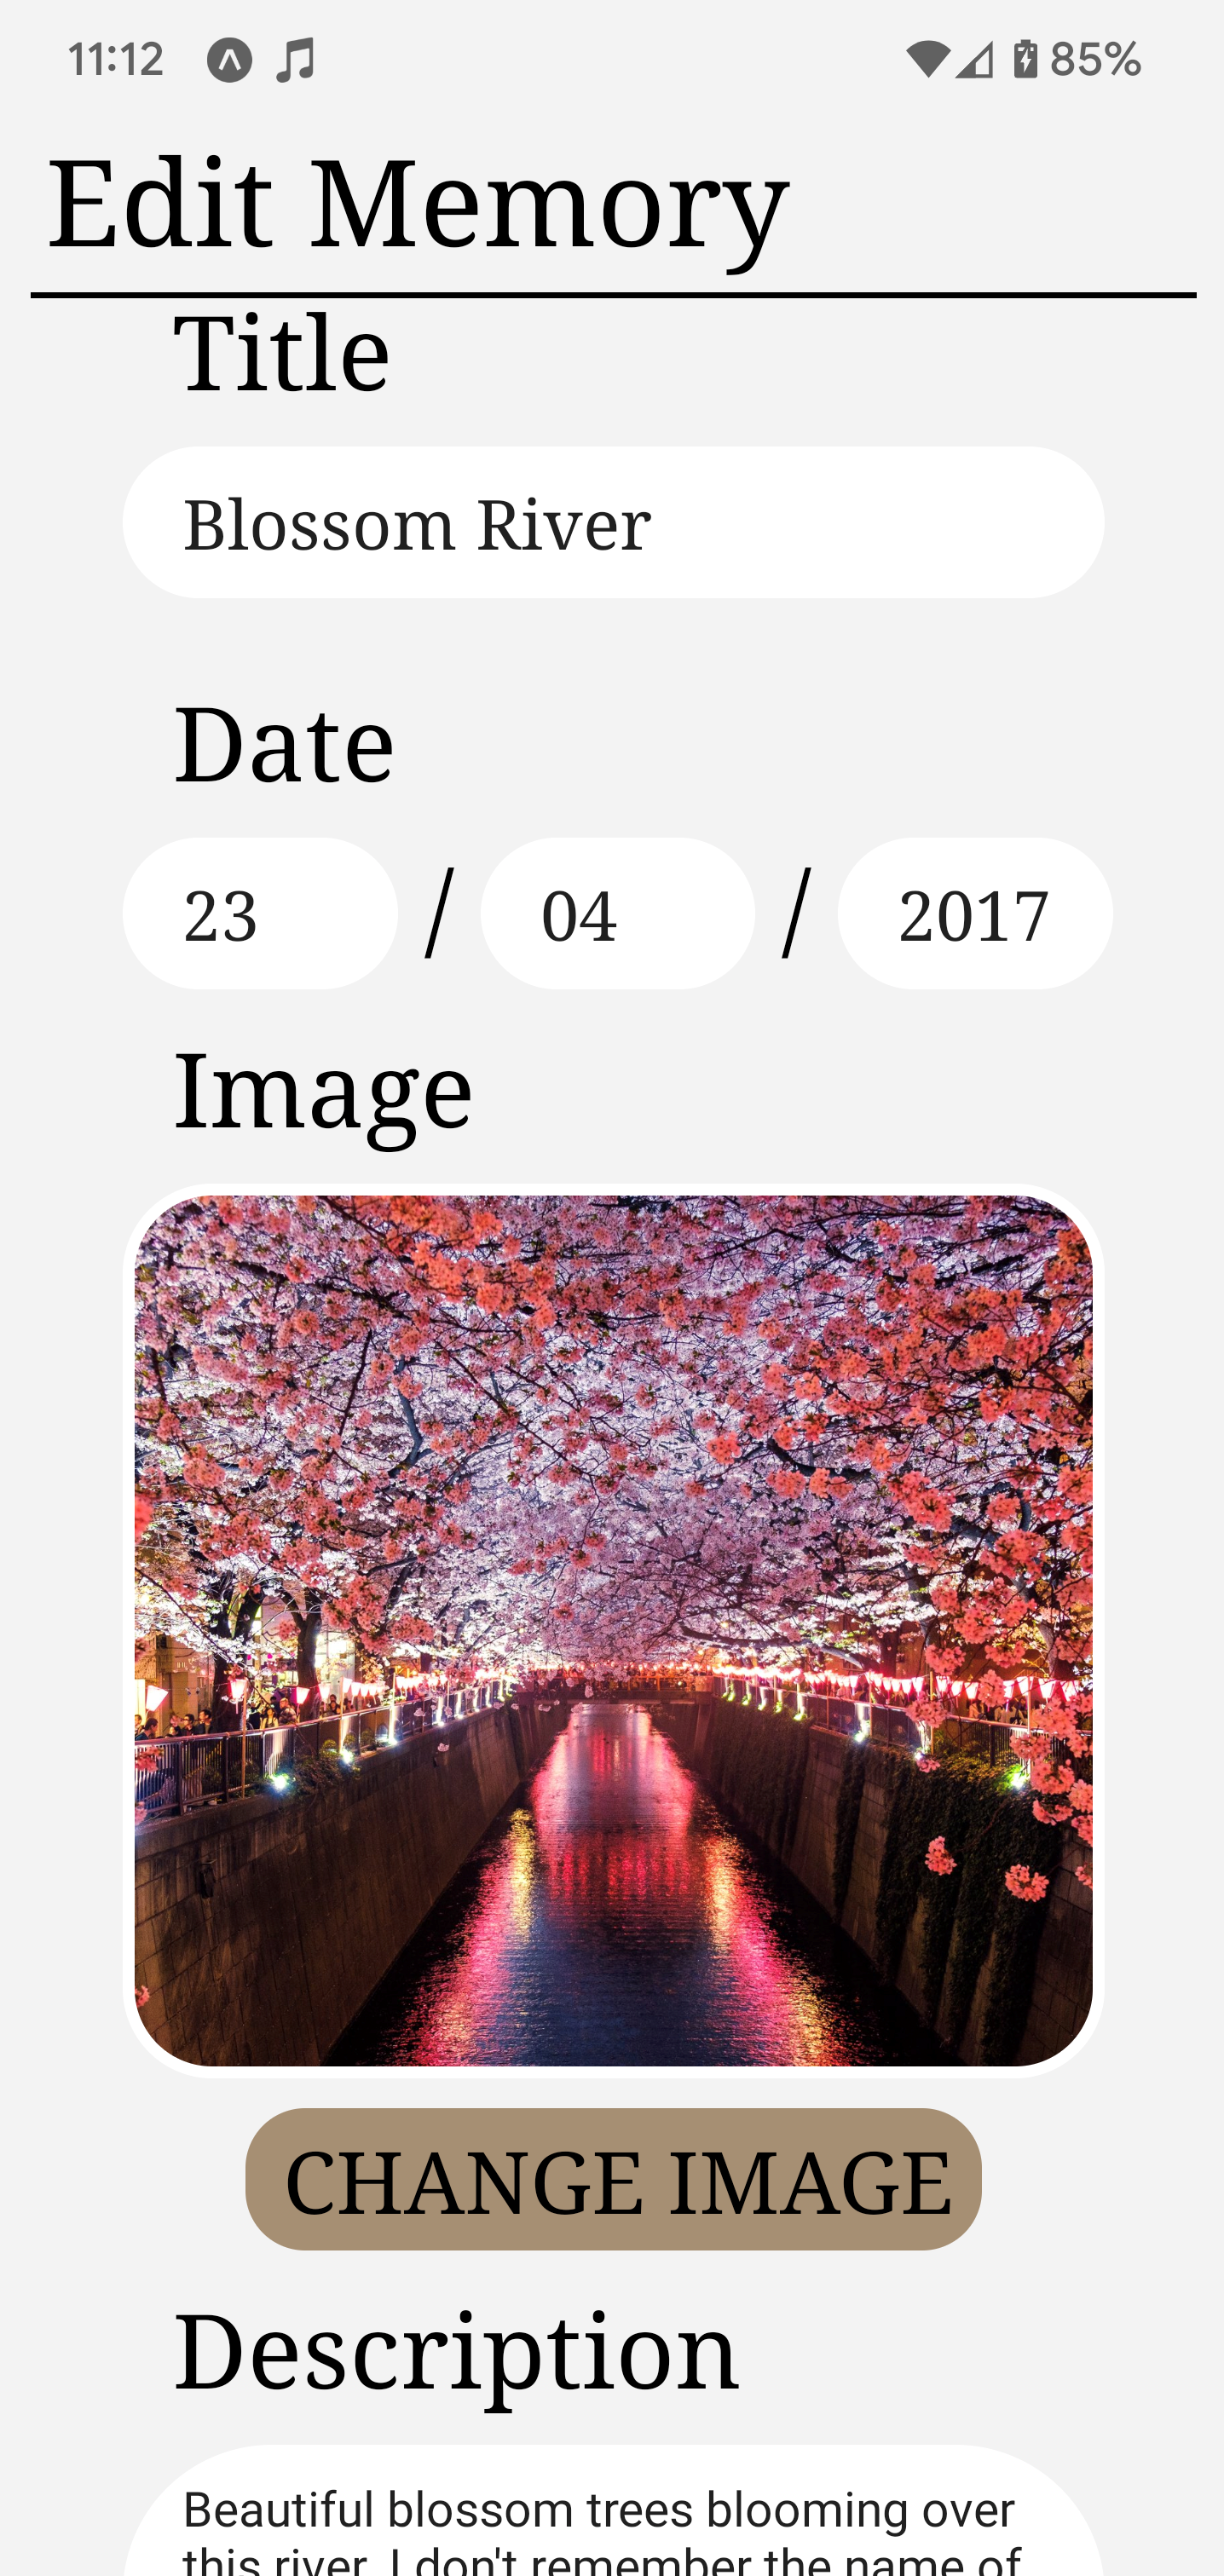 11:12 85%
Edit Memory
Title
Blossom River
Date
23 / 04 / 2017
Image
CHANGE IMAGE
Description
Beautiful blossom trees blooming over
this river. I don't remember the name of